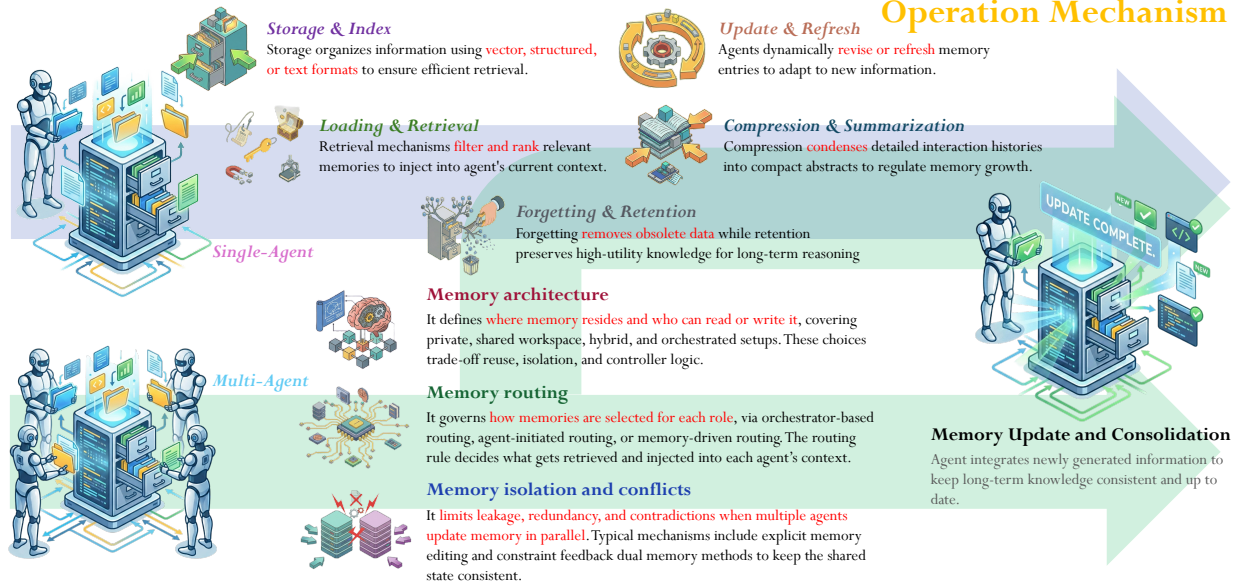 Operation Mechanism
Storage & Index
Storage organizes information using vector, structured,
or text formats to ensure efficient retrieval.
Update & Refresh
Agents dynamically revise or refresh memory
entries to adapt to new information.
Loading & Retrieval
Retrieval mechanisms filter and rank relevant
memories to inject into agent's current context.
Compression & Summarization
Compression condenses detailed interaction histories
into compact abstracts to regulate memory growth.
Forgetting & Retention
Forgetting removes obsolete data while retention
preserves high-utility knowledge for long-term reasoning
Single-Agent
Memory architecture
It defines where memory resides and who can read or write it, covering
private, shared workspace, hybrid, and orchestrated setups. These choices
trade-off reuse, isolation, and controller logic.
Multi-Agent
Memory routing
It governs how memories are selected for each role, via orchestrator-based
routing, agent-initiated routing, or memory-driven routing. The routing
rule decides what gets retrieved and injected into each agent's context.
Memory isolation and conflicts
It limits leakage, redundancy, and contradictions when multiple agents
update memory in parallel. Typical mechanisms include explicit memory
editing and constraint feedback dual memory methods to keep the shared
state consistent.
UPDATE COMPLETE.
NEW
</>
NEW
Memory Update and Consolidation
Agent integrates newly generated information to
keep long-term knowledge consistent and up to
date.